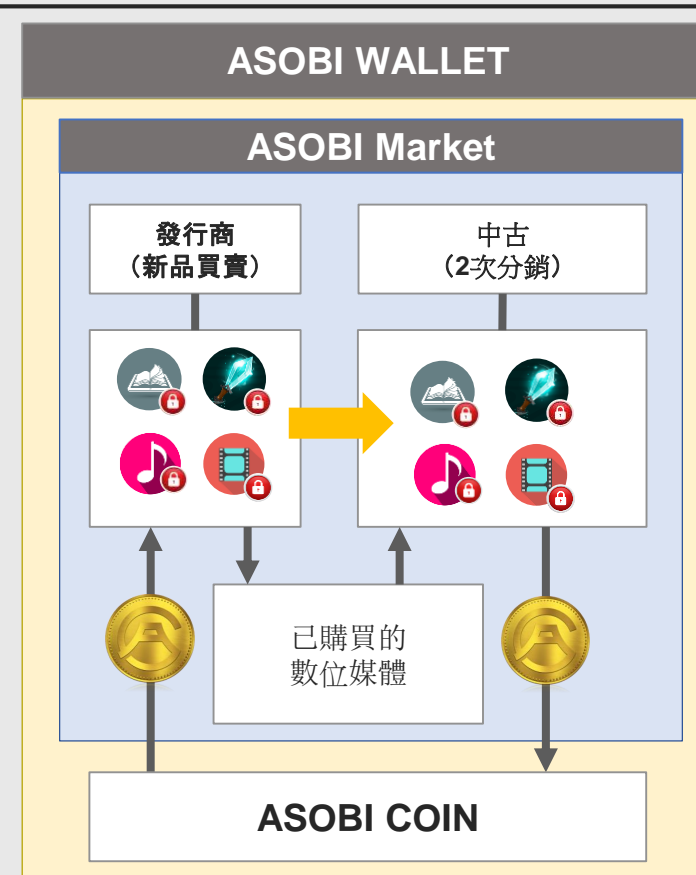 ASOBI WALLET
ASOBI Market
發行商
（新品買賣）
中古
（2次分銷）
已購買的
數位媒體
ASOBI COIN